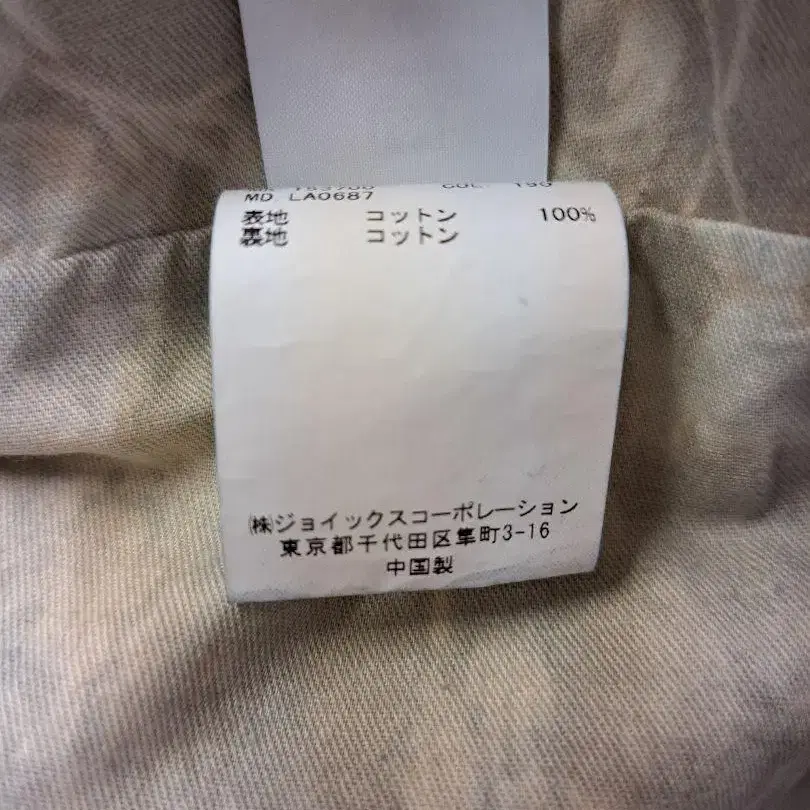 MD LA0687
表地 コットン 100%
裏地 コットン
㈱ジョイックスコーポレーション
東京都千代田区隼町3-16
中国製